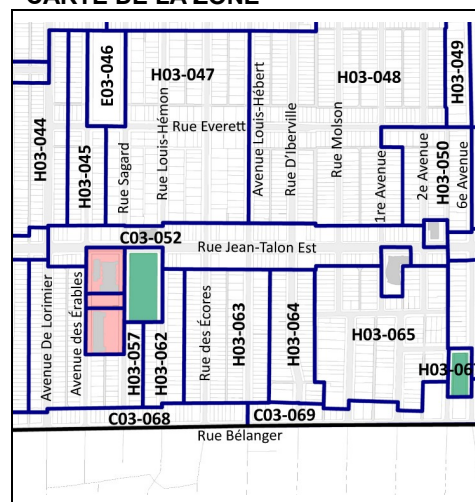 CARTE DE LA ZONE
H03-044
H03-045
E03-046
H03-047
H03-048
H03-049
H03-050
Rue Everett
Rue Sagard
Rue Louis-Hémon
Avenue Louis-Hébert
Rue D'Iberville
Rue Molson
1re Avenue
2e Avenue
6e Avenue
C03-052
Rue Jean-Talon Est
Avenue De Lorimier
Avenue des Érables
H03-057
H03-062
Rue des Écores
H03-063
H03-064
H03-065
H03-06
C03-068
C03-069
Rue Bélanger